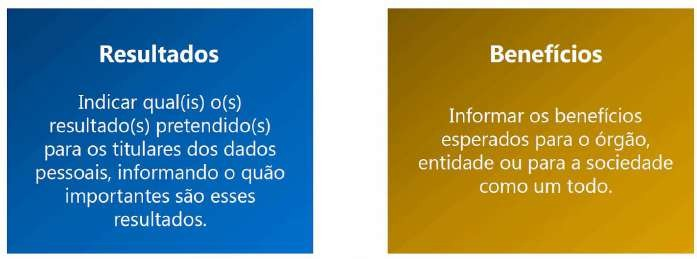 Resultados
Indicar qual(is) o(s)
resultado(s) pretendido(s)
para os titulares dos dados
pessoais, informando o quão
importantes são esses
resultados.
Benefícios
Informar os benefícios
esperados para o órgão,
entidade ou para a sociedade
como um todo.